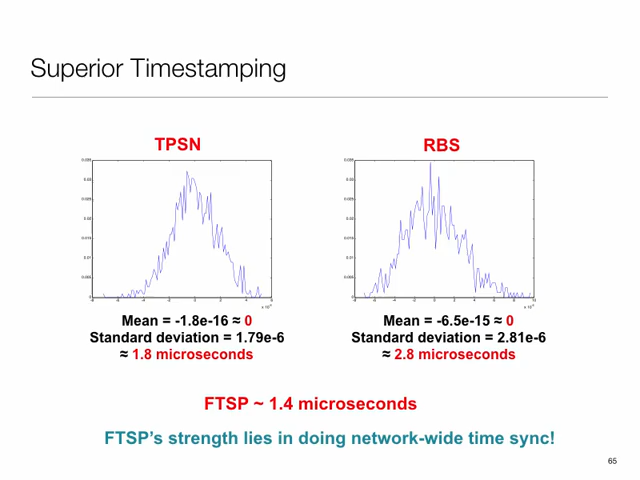 Superior Timestamping
TPSN
RBS
Mean = -1.8e-16 ≈ 0
Standard deviation = 1.79e-6
≈ 1.8 microseconds
Mean = -6.5e-15 ≈ 0
Standard deviation = 2.81e-6
≈ 2.8 microseconds
FTSP ~ 1.4 microseconds
FTSP's strength lies in doing network-wide time sync!
65